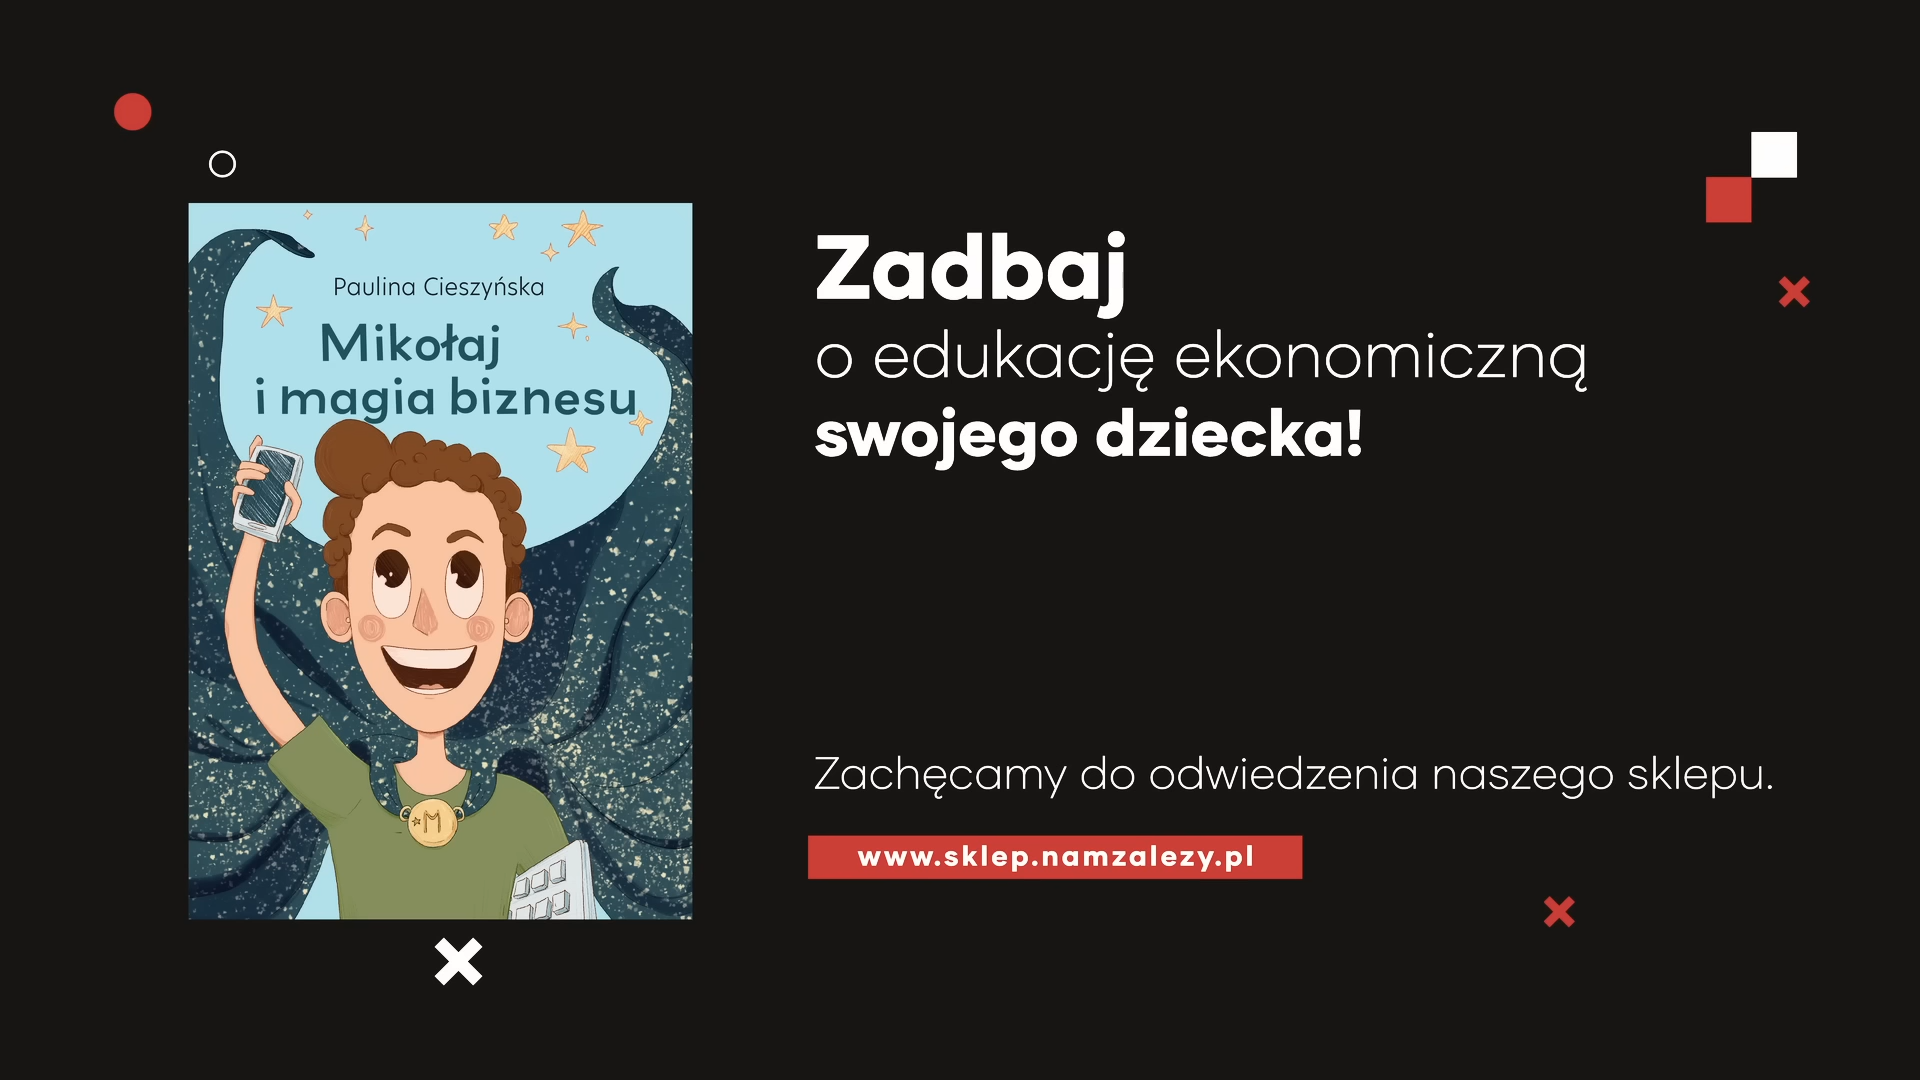 Paulina Cieszyńska
Mikołaj
i magia biznesu
M
Zadbaj
o edukację ekonomiczną
swojego dziecka!
Zachęcamy do odwiedzenia naszego sklepu.
www.sklep.namzalezy.pl